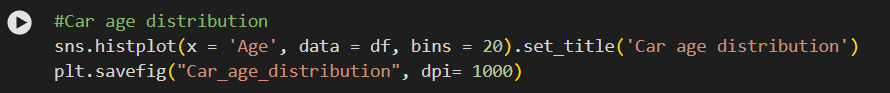 #Car age distribution
sns.histplot(x = 'Age', data = df, bins = 20).set_title('Car age distribution')
plt.savefig("Car_age_distribution", dpi= 1000)